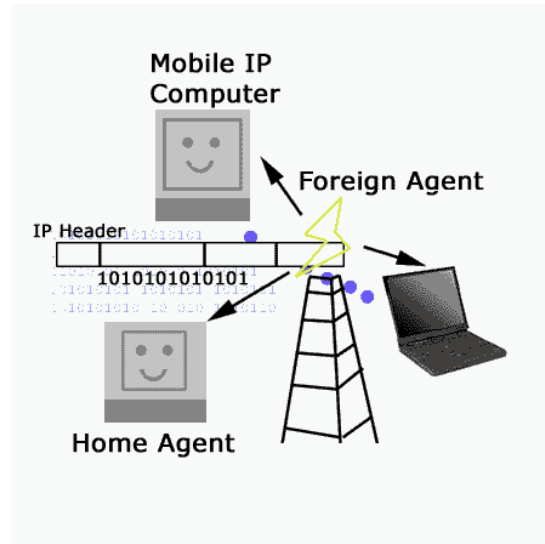 Mobile IP
Computer
Foreign Agent
IP Header
1010101010101
Home Agent